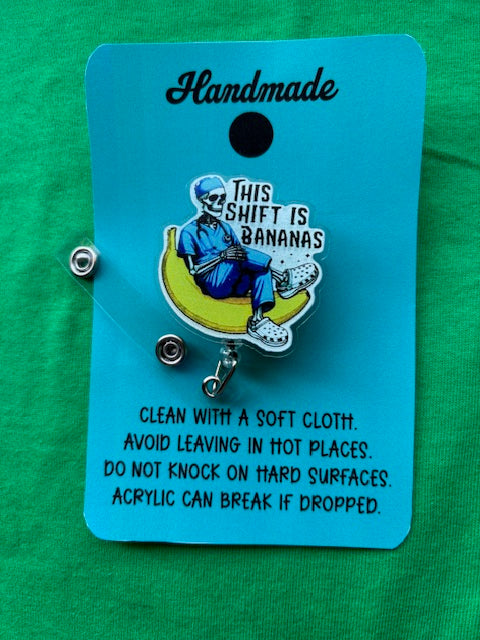 Handmade
THIS
SHIFT IS
BANANAS
CLEAN WITH A SOFT CLOTH.
AVOID LEAVING IN HOT PLACES.
DO NOT KNOCK ON HARD SURFACES.
ACRYLIC CAN BREAK IF DROPPED.